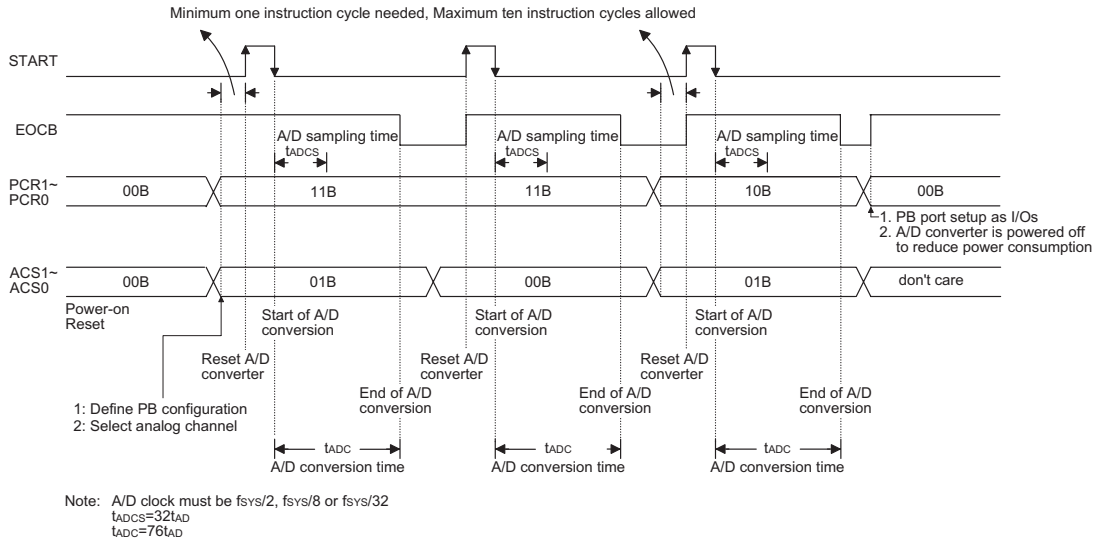 Minimum one instruction cycle needed, Maximum ten instruction cycles allowed
START
EOCB
A/D sampling time
tADCS
A/D sampling time
tADCS
A/D sampling time
tADCS
PCR1~
PCR0
00B
11B
11B
10B
00B
1. PB port setup as I/Os
2. A/D converter is powered off
to reduce power consumption
ACS1~
ACS0
00B
01B
00B
01B
don't care
Power-on
Reset
Start of A/D
conversion
Start of A/D
conversion
Start of A/D
conversion
Reset A/D
converter
Reset A/D
converter
Reset A/D
converter
End of A/D
conversion
End of A/D
conversion
End of A/D
conversion
1: Define PB configuration
2: Select analog channel
tADC
A/D conversion time
tADC
A/D conversion time
tADC
A/D conversion time
Note: A/D clock must be fSYS/2, fSYS/8 or fSYS/32
tADCS=32tAD
tADC=76tAD